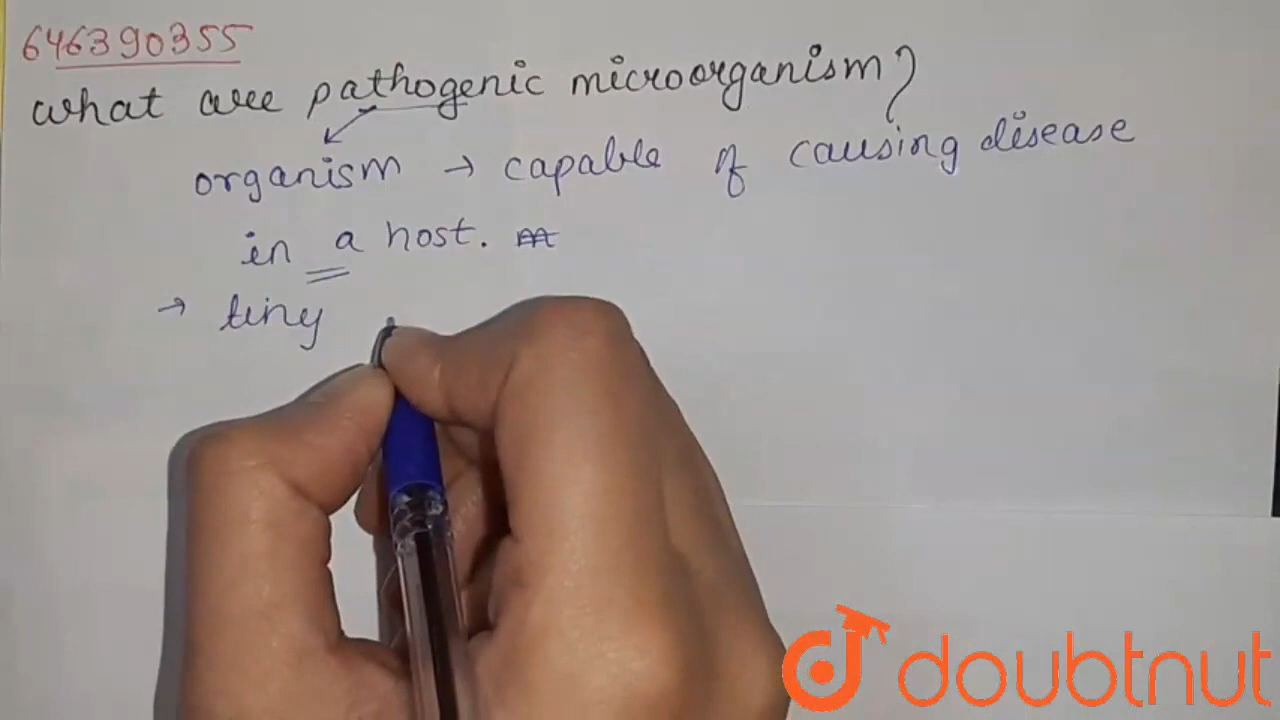 646390355
what are pathogenic microorganism?
organism → capable of causing disease
in a host.
→ tiny
doubtnut